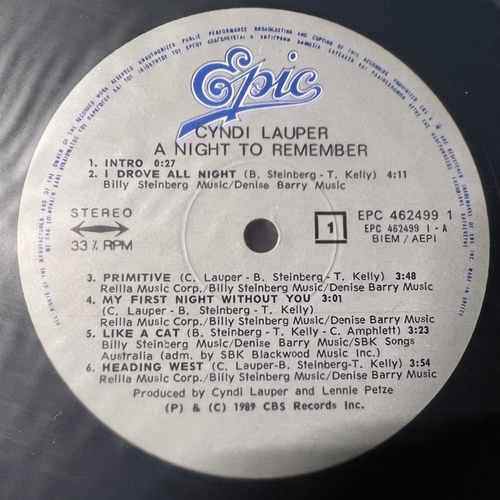 Epic
CYNDI LAUPER
A NIGHT TO REMEMBER
1. INTRO 0:27
2. I DROVE ALL NIGHT (B. Steinberg - T. Kelly) 4:11
Billy Steinberg Music/Denise Barry Music
STEREO
33 ⅓ RPM
1
EPC 462499 1
EPC 462499 1 - A
BIEM / AEPI
3. PRIMITIVE (C. Lauper - B. Steinberg - T. Kelly) 3:48
Rella Music Corp./Billy Steinberg Music/Denise Barry Music
4. MY FIRST NIGHT WITHOUT YOU 3:01
(C. Lauper - B. Steinberg - T. Kelly)
Rella Music Corp./Billy Steinberg Music/Denise Barry Music
5. LIKE A CAT (B. Steinberg - T. Kelly - C. Amphlett) 3:23
Billy Steinberg Music/Denise Barry Music/SBK Songs
Australia (adm. by SBK Blackwood Music Inc.)
6. HEADING WEST (C. Lauper-B. Steinberg-T. Kelly) 3:54
Rella Music Corp./Billy Steinberg Music/Denise Barry Music
Produced by Cyndi Lauper and Lennie Petze
(P) & (C) 1989 CBS Records Inc.